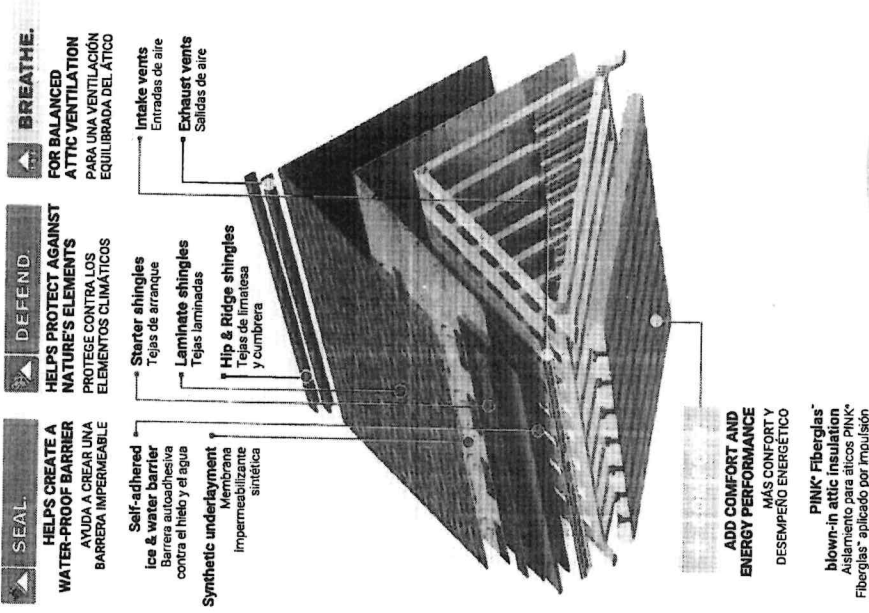 SEAL.
HELPS CREATE A
WATER-PROOF BARRIER
AYUDA A CREAR UNA
BARRERA IMPERMEABLE
Self-adhered
ice & water barrier
Barrera autoadhesiva
contra el hielo y el agua
Synthetic underlayment
Membrana
impermeabilizante
sintética
DEFEND.
HELPS PROTECT AGAINST
NATURE'S ELEMENTS
PROTEGE CONTRA LOS
ELEMENTOS CLIMÁTICOS
Starter shingles
Tejas de arranque
Laminate shingles
Tejas laminadas
Hip & Ridge shingles
Tejas de limatesa
y cumbrera
BREATHE.
FOR BALANCED
ATTIC VENTILATION
PARA UNA VENTILACIÓN
EQUILIBRADA DEL ÁTICO
Intake vents
Entradas de aire
Exhaust vents
Salidas de aire
ADD COMFORT AND
ENERGY PERFORMANCE
MÁS CONFORT Y
DESEMPEÑO ENERGÉTICO
PINK® Fiberglas™
blown-in attic insulation
Aislamiento para áticos PINK®
Fiberglas™ aplicado por impulsión